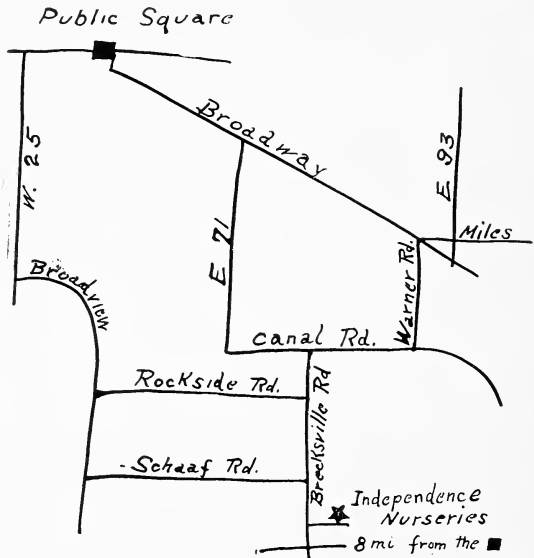 Public Square
Broadway
W. 25
E 93
E 71
Miles
Warner Rd.
Broadview
Canal Rd.
Rockside Rd.
Brecksville Rd
-Schaaf Rd.
Independence
Nurseries
8 mi from the